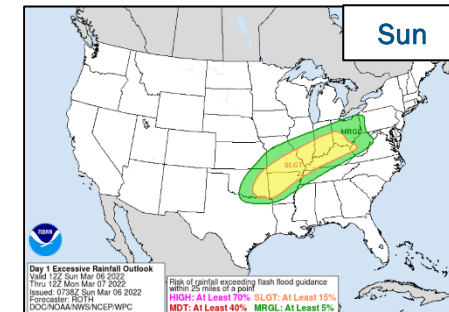 Sun
MRGL
SLGT
NOAA
Day 1 Excessive Rainfall Outlook
Valid 12Z Sun Mar 06 2022
Thru 12Z Mon Mar 07 2022
Issued: 0738Z Sun Mar 06 2022
Forecaster: ROTH
DOC/NOAA/NWS/NCEP/WPC
Risk of rainfall exceeding flash flood guidance
within 25 miles of a point
HIGH: At Least 70% SLGT: At Least 15%
MDT: At Least 40% MRGL: At Least 5%